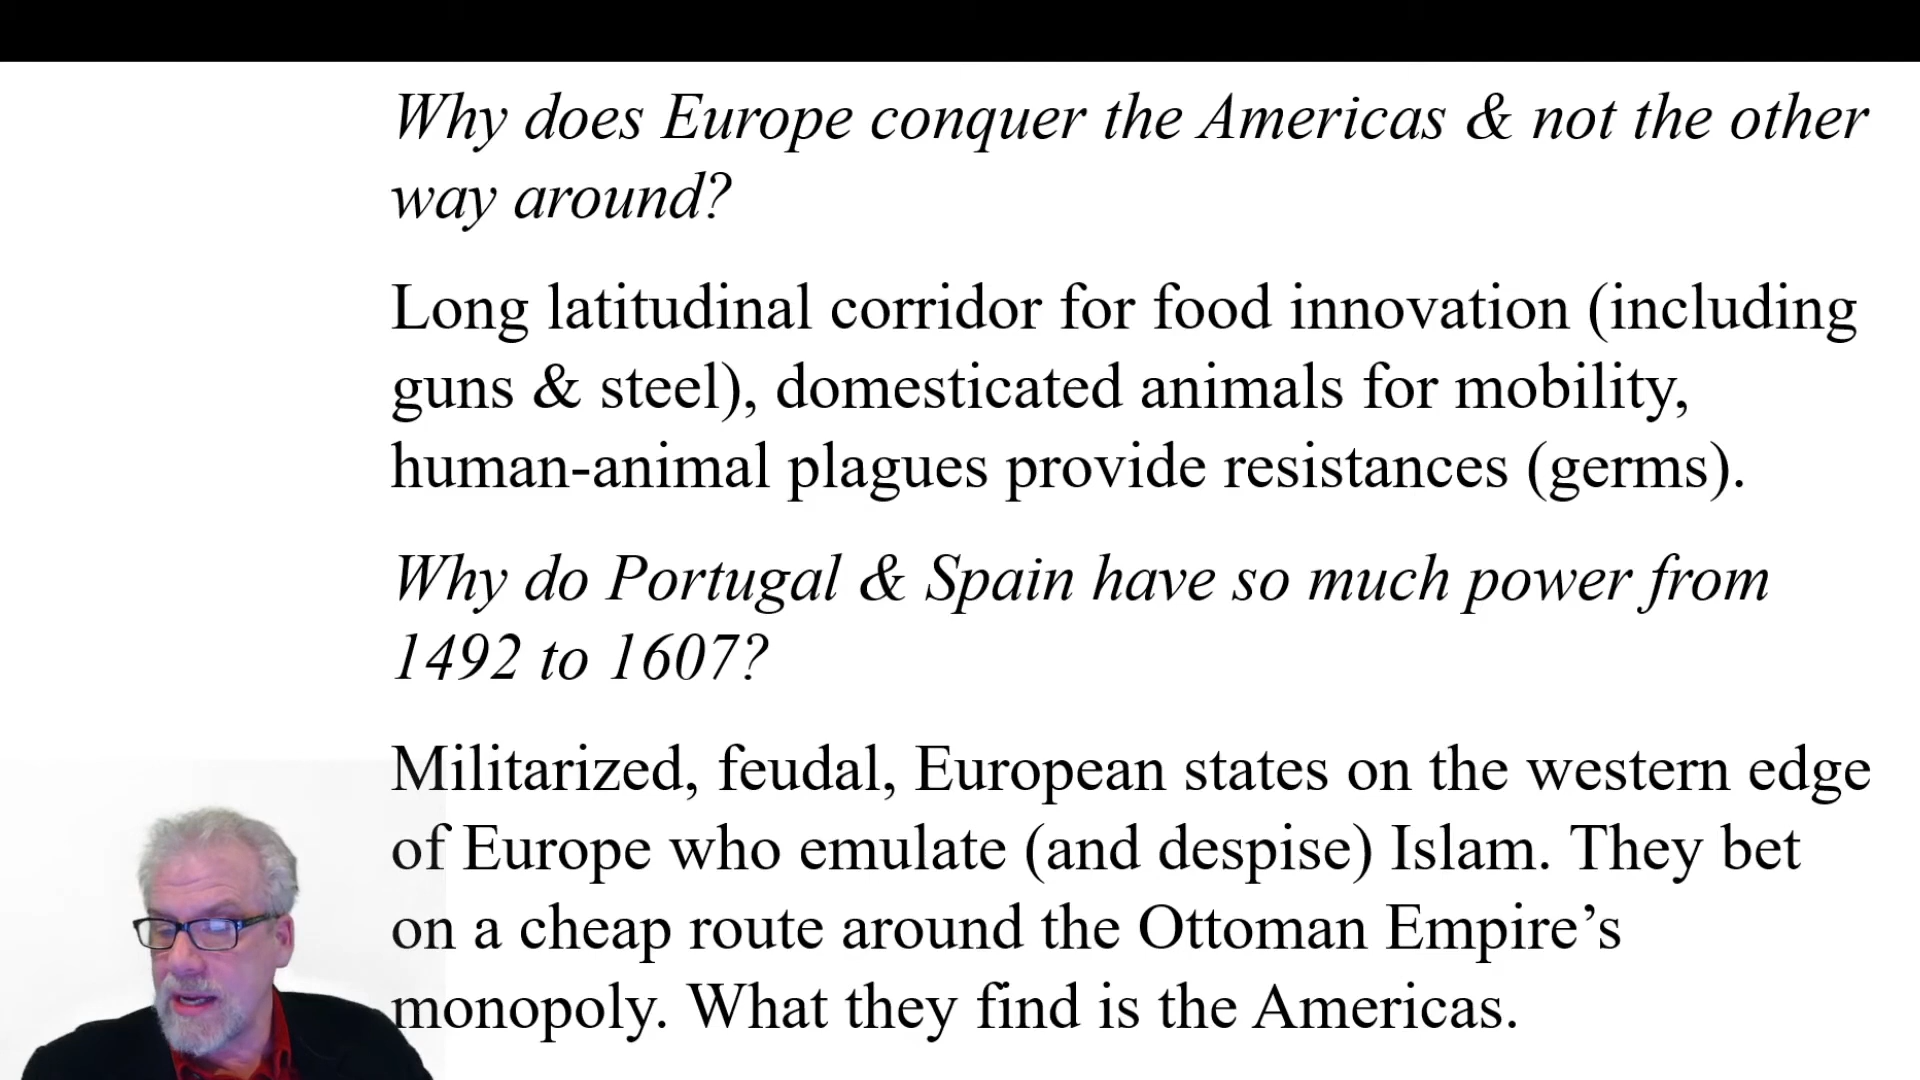 Why does Europe conquer the Americas & not the other
way around?
Long latitudinal corridor for food innovation (including
guns & steel), domesticated animals for mobility,
human-animal plagues provide resistances (germs).
Why do Portugal & Spain have so much power from
1492 to 1607?
Militarized, feudal, European states on the western edge
of Europe who emulate (and despise) Islam. They bet
on a cheap route around the Ottoman Empire’s
monopoly. What they find is the Americas.